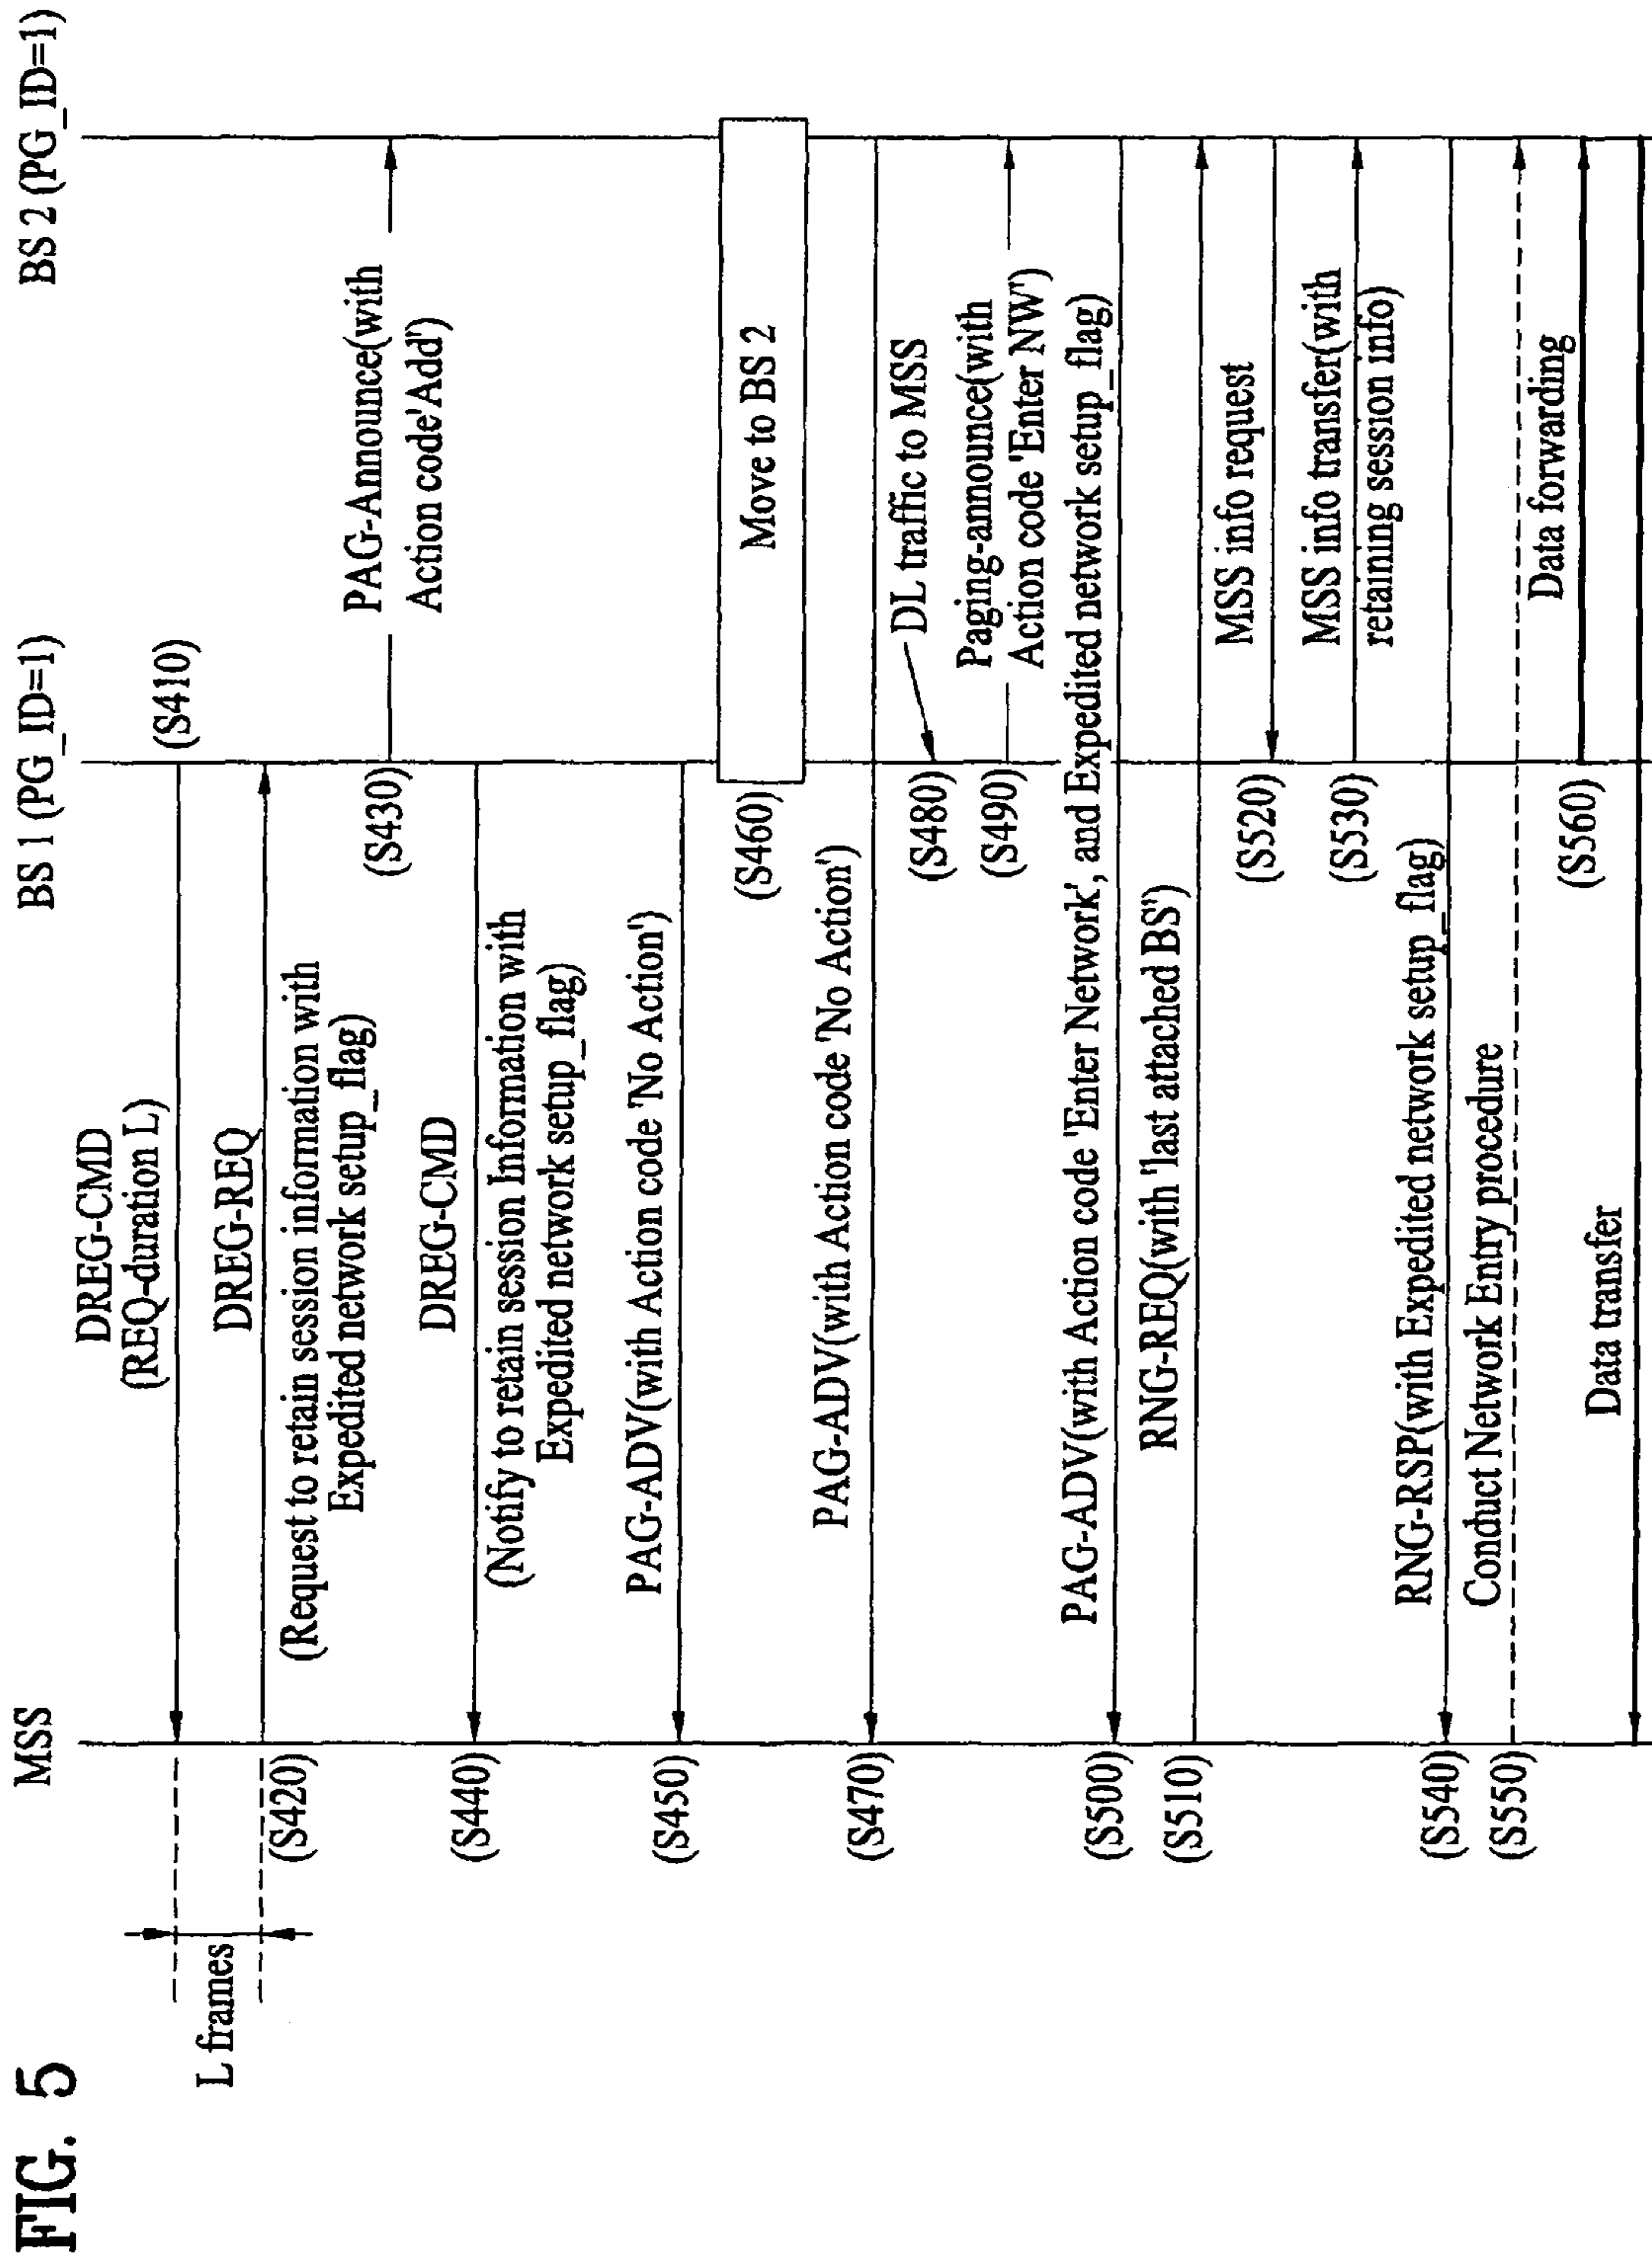 FIG. 5
MSS
BS 1 (PG_ID=1)
BS 2 (PG_ID=1)
L frames
DREG-CMD
(REQ-duration L)
(S410)
DREG-REQ
(S420)
(Request to retain session information with
Expedited network setup_flag)
PAG-Announce(with
Action code'Add')
(S430)
DREG-CMD
(S440)
(Notify to retain session Information with
Expedited network setup_flag)
PAG-ADV(with Action code 'No Action')
(S450)
Move to BS 2
(S460)
PAG-ADV(with Action code 'No Action')
(S470)
DL traffic to MSS
(S480)
Paging-announce(with
Action code 'Enter NW')
(S490)
PAG-ADV(with Action code 'Enter Network', and Expedited network setup_flag)
(S500)
RNG-REQ(with 'last attached BS')
(S510)
MSS info request
(S520)
MSS info transfer(with
retaining session info)
(S530)
RNG-RSP(with Expedited network setup_flag)
(S540)
Conduct Network Entry procedure
(S550)
Data forwarding
(S560)
Data transfer